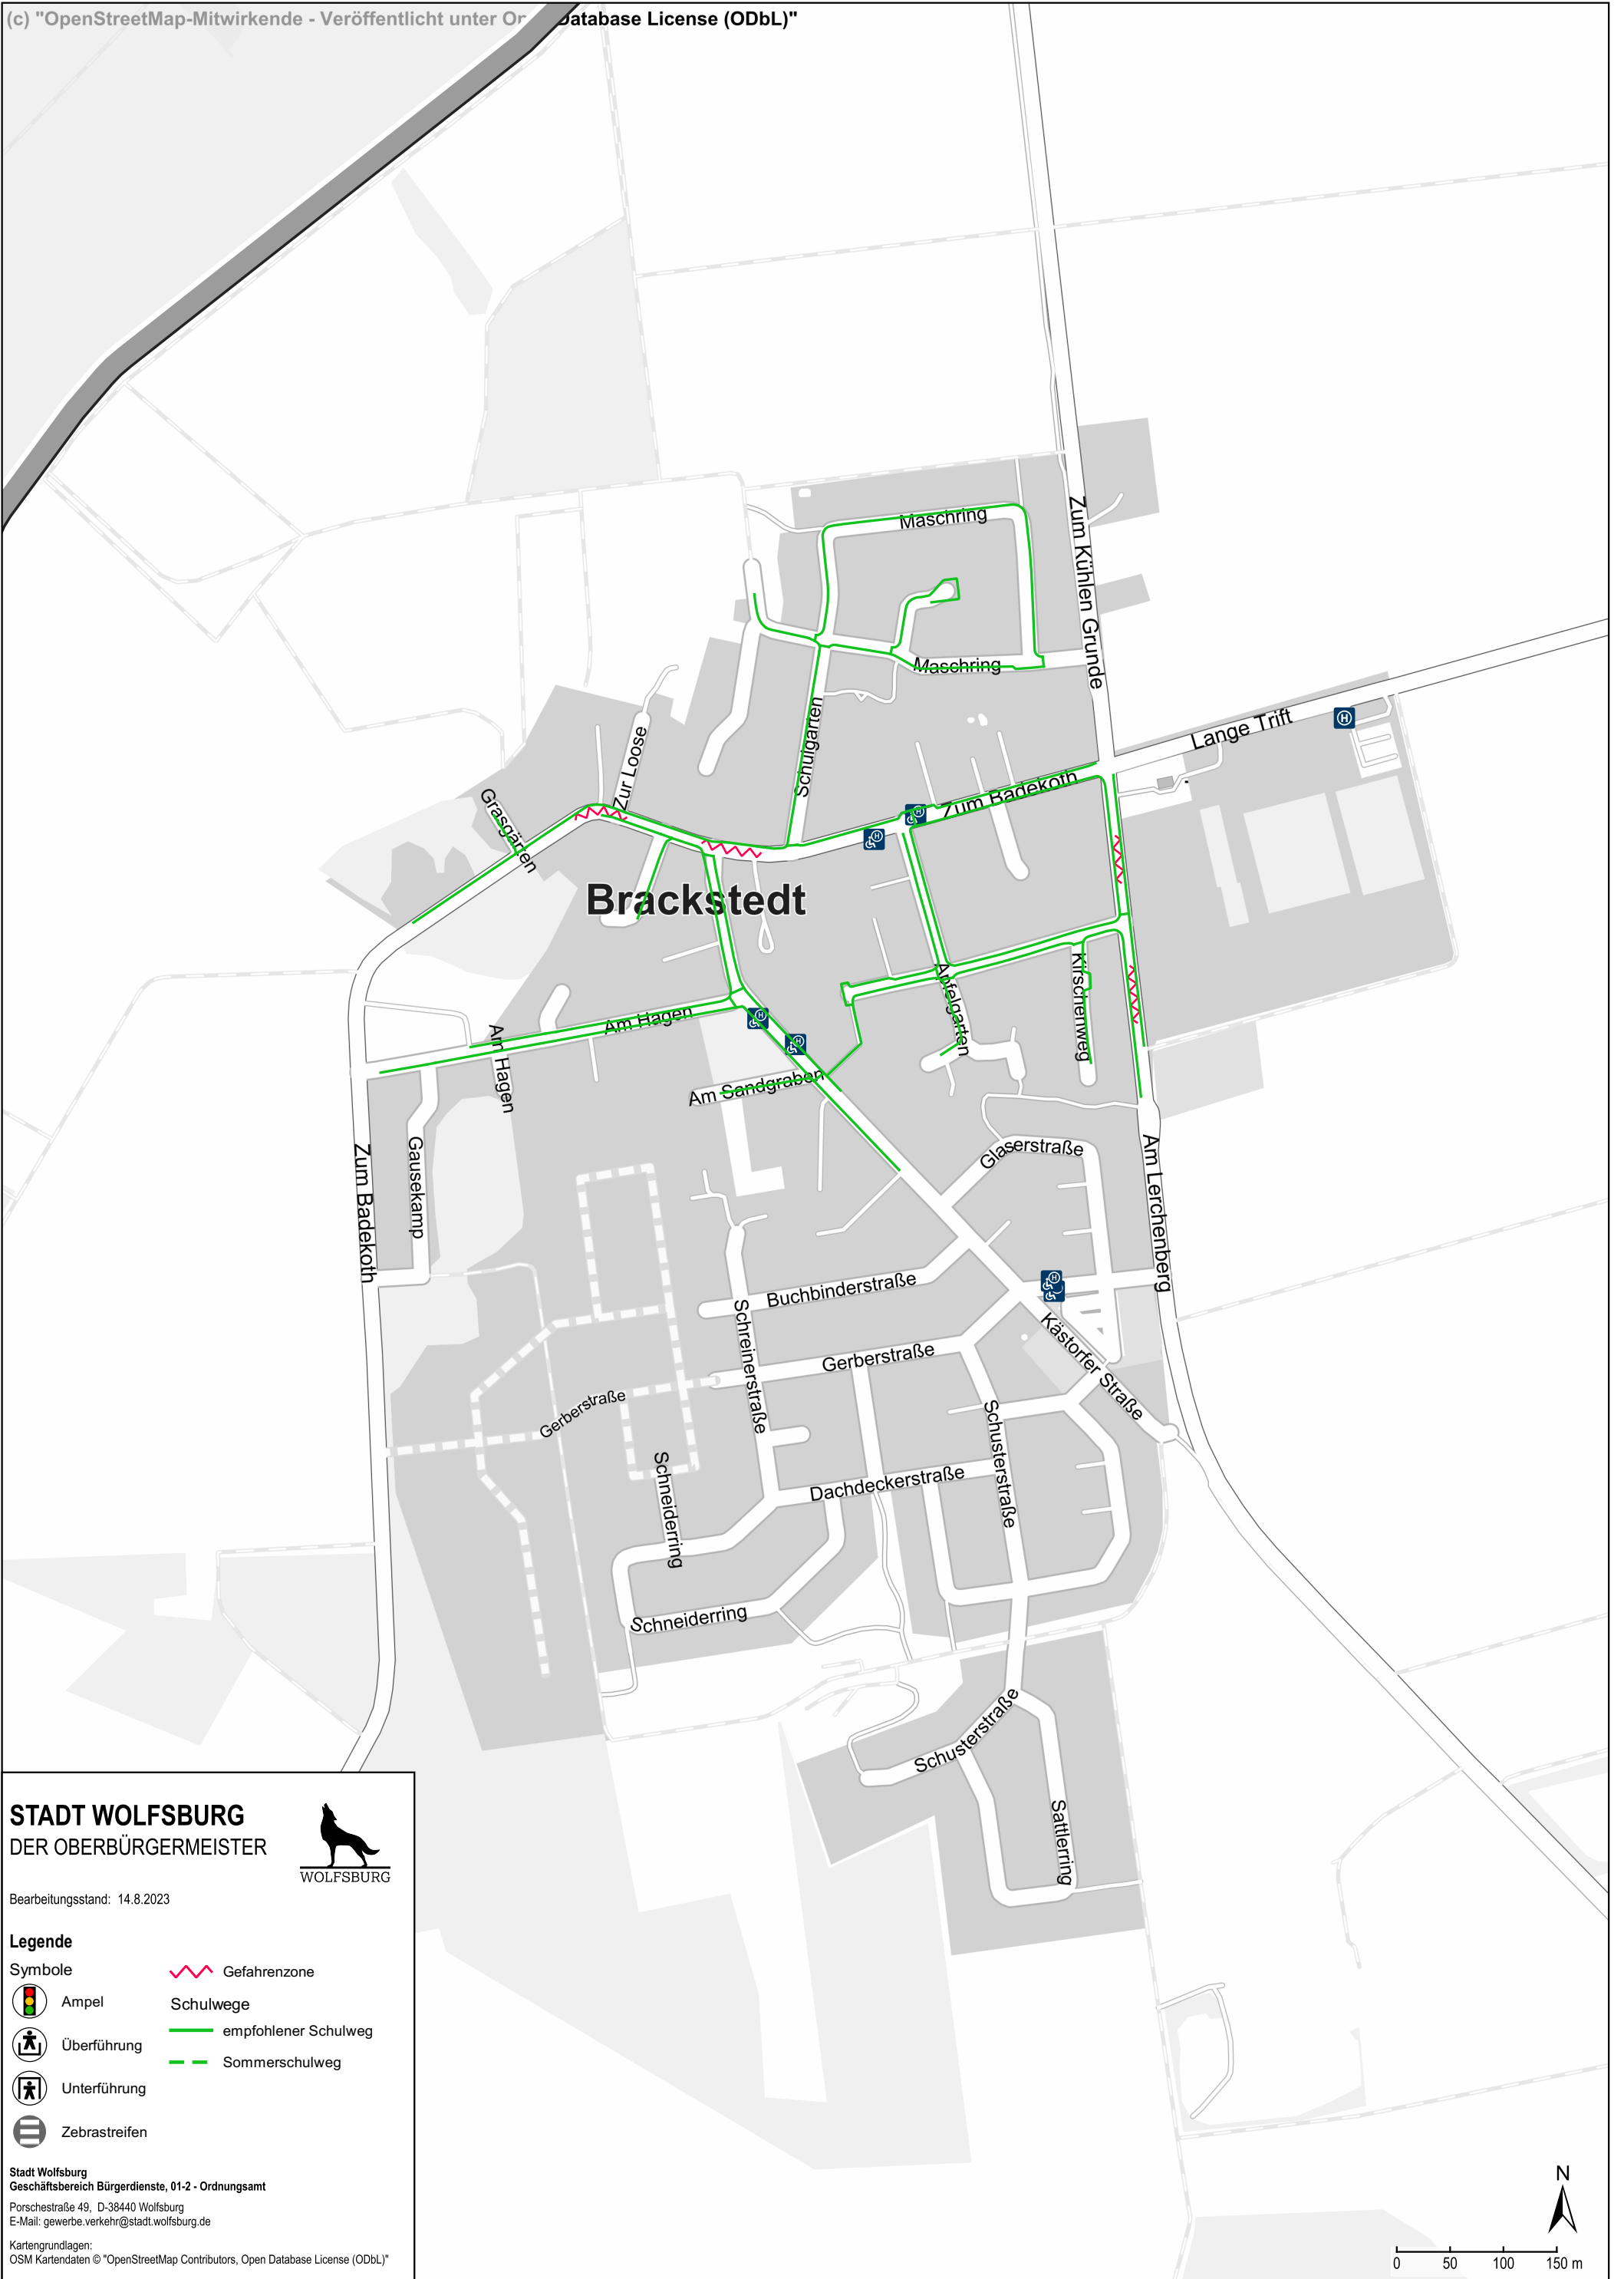 (c) "OpenStreetMap-Mitwirkende - Veröffentlicht unter Op Database License (ODbL)"
Maschring
Zum Kühlen Grunde
Maschring
Lange Trift
Schulgarten
Zur Loose
Zum Badekoth
Grasgärten
Brackstedt
Apfelgarten
Kirschenweg
Am Hagen
Am Hagen
Am Sandgraben
Zum Badekoth
Gausekamp
Glaserstraße
Am Lerchenberg
Buchbinderstraße
Schreinerstraße
Kästorfer Straße
Gerberstraße
Gerberstraße
Schusterstraße
Schneiderring
Dachdeckerstraße
Schneiderring
Schusterstraße
Sattlerring
STADT WOLFSBURG
DER OBERBÜRGERMEISTER
WOLFSBURG
Bearbeitungsstand: 14.8.2023
Legende
Symbole
Gefahrenzone
Ampel
Schulwege
empfohlener Schulweg
Überführung
Sommerschulweg
Unterführung
Zebrastreifen
Stadt Wolfsburg
Geschäftsbereich Bürgerdienste, 01-2 - Ordnungsamt
Porschestraße 49, D-38440 Wolfsburg
E-Mail: gewerbe.verkehr@stadt.wolfsburg.de
Kartengrundlagen:
OSM Kartendaten © "OpenStreetMap Contributors, Open Database License (ODbL)"
N
0 50 100 150 m